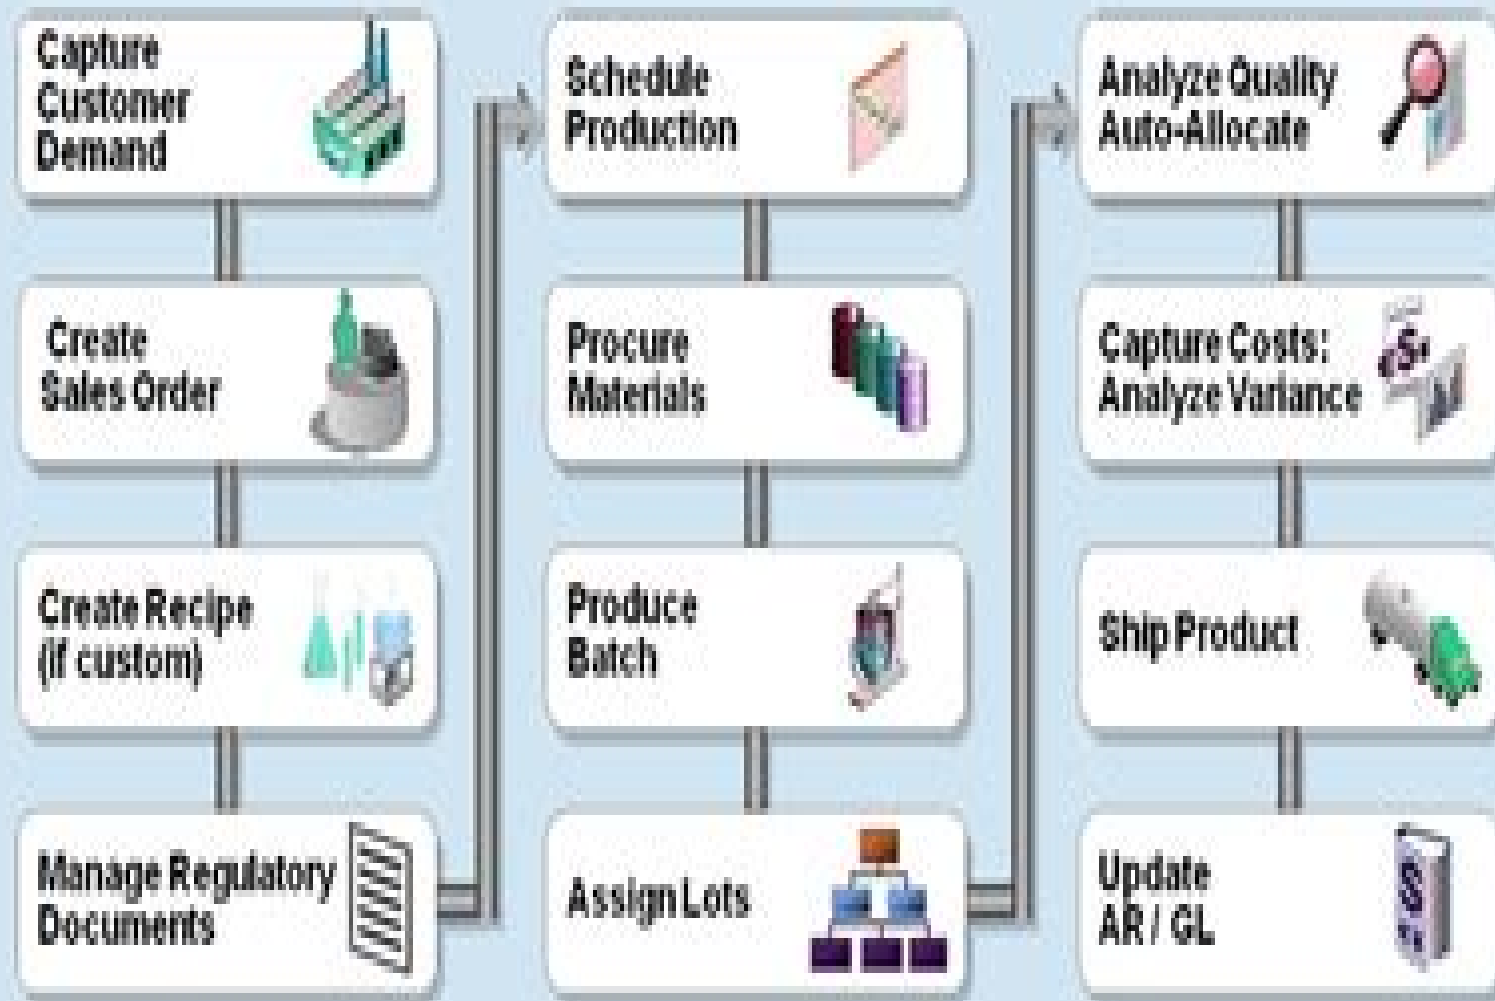 Capture
Customer
Demand
Create
Sales Order
Create Recipe
(if custom)
Manage Regulatory
Documents
Schedule
Production
Procure
Materials
Produce
Batch
Assign Lots
Analyze Quality
Auto-Allocate
Capture Costs;
Analyze Variance
Ship Product
Update
AR / GL